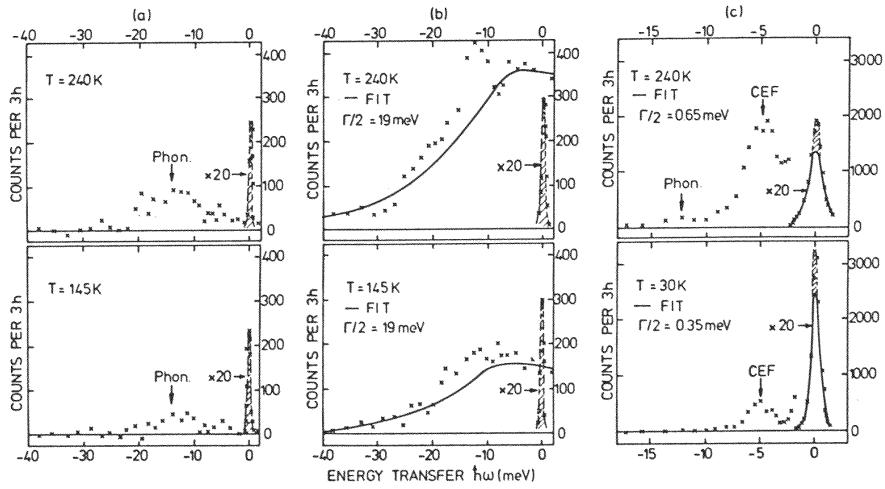 (a)
(b)
(c)
-40 -30 -20 -10 0
-40 -30 -20 -10 0
-15 -10 -5 0
COUNTS PER 3h
T = 240K
Phon.
×20
400
300
200
100
0
COUNTS PER 3h
T = 240K
— FIT
Γ/2 = 19 meV
×20
400
300
200
100
0
COUNTS PER 3h
T = 240K
— FIT
Γ/2 = 0.65meV
CEF
Phon.
×20
3000
2000
1000
0
COUNTS PER 3h
T = 145K
Phon.
×20
400
300
200
100
0
COUNTS PER 3h
T = 145K
— FIT
Γ/2 = 19 meV
×20
400
300
200
100
0
COUNTS PER 3h
T = 30K
— FIT
Γ/2 = 0.35meV
CEF
×20
3000
2000
1000
0
-40 -30 -20 -10 0
-40 -30 -20 -10 0
-15 -10 -5 0
ENERGY TRANSFER ħω (meV)